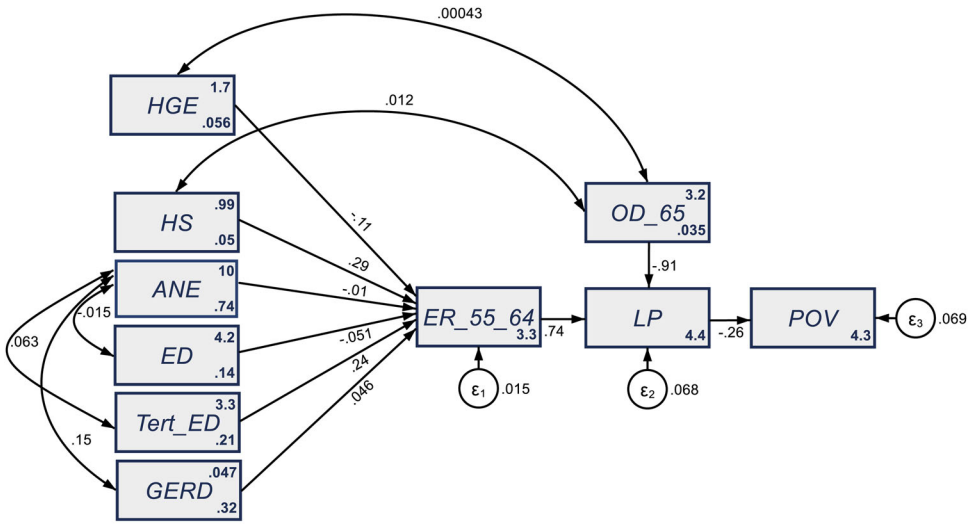 .00043
1.7
HGE
.056
.012
-.11
.99
HS
.05
3.2
OD_65
.035
.29
10
ANE
.74
-.01
-.91
-.015
.063
4.2
ED
.14
-.051
ER_55_64
3.3
.74
LP
4.4
-.26
POV
4.3
ε3
.069
.24
ε1
.015
ε2
.068
3.3
Tert_ED
.21
.046
.15
.047
GERD
.32